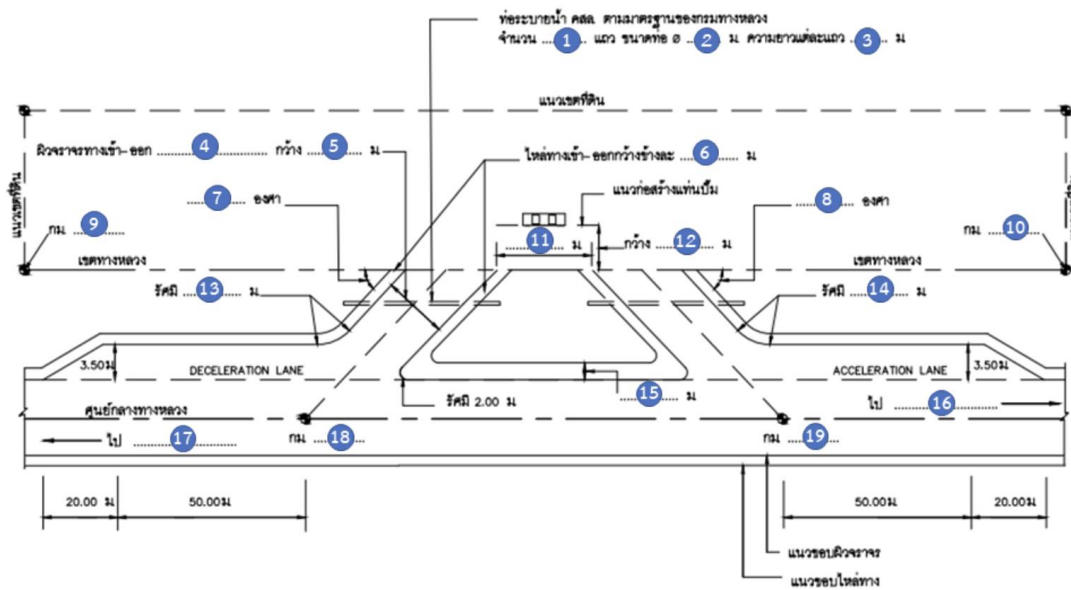 ท่อระบายน้ำ คสล. ตามมาตรฐานของกรมทางหลวง
จำนวน ....1.... แถว ขนาดท่อ ø ...2... ม. ความยาวแต่ละแถว ...3... ม
แนวเขตที่ดิน
ผิวจราจรทางเข้า-ออก ..........4.......... กว้าง ....5.... ม
ไหล่ทางเข้า-ออกกว้างข้างละ ....6.... ม
แนวก่อสร้างแท่นปั๊ม
แนวเขตที่ดิน
...7... องศา
...8... องศา
กม ...9...
...11... ม
กว้าง ...12... ม
กม ...10...
เขตทางหลวง
เขตทางหลวง
รัศมี ...13... ม
รัศมี ...14... ม
3.50ม
DECELERATION LANE
ACCELERATION LANE
3.50ม
ศูนย์กลางทางหลวง
รัศมี 2.00 ม
...15... ม
ไป ......16......
ไป ......17......
กม ...18...
กม ...19...
20.00 ม
50.00ม
50.00ม
20.00ม
แนวขอบผิวจราจร
แนวขอบไหล่ทาง